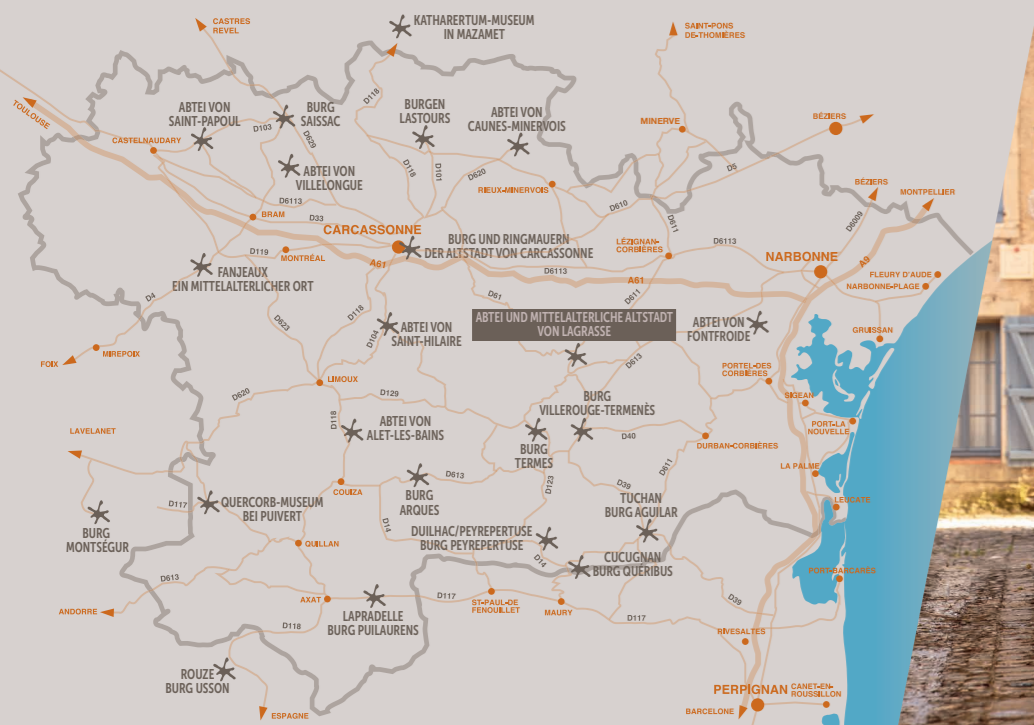 CASTRES
REVEL
KATHARERTUM-MUSEUM
IN MAZAMET
SAINT-PONS
DE-THOMIÈRES
TOULOUSE
D118
ABTEI VON
SAINT-PAPOUL
BURG
SAISSAC
BURGEN
LASTOURS
ABTEI VON
CAUNES-MINERVOIS
MINERVE
BÉZIERS
CASTELNAUDARY
D103
D629
D5
ABTEI VON
VILLELONGUE
D118
D101
D620
RIEUX-MINERVOIS
BÉZIERS
MONTPELLIER
D6113
D610
BRAM
D33
D611
D6009
CARCASSONNE
BURG UND RINGMAUERN
DER ALTSTADT VON CARCASSONNE
LÉZIGNAN-
CORBIÈRES
D6113
D119
MONTRÉAL
A61
D6113
A61
NARBONNE
A9
FANJEAUX
EIN MITTELALTERLICHER ORT
FLEURY D'AUDE
NARBONNE-PLAGE
D4
D61
D611
D623
D118
D104
ABTEI VON
SAINT-HILAIRE
ABTEI UND MITTELALTERLICHE ALTSTADT
VON LAGRASSE
ABTEI VON
FONTFROIDE
GRUISSAN
MIREPOIX
FOIX
D613
PORTEL-DES
CORBIÈRES
LIMOUX
D620
D129
SIGEAN
BURG
VILLEROUGE-TERMENÈS
D118
ABTEI VON
ALET-LES-BAINS
PORT-LA
NOUVELLE
LAVELANET
D40
DURBAN-CORBIÈRES
BURG
TERMES
LA PALME
D613
D611
COUIZA
BURG
ARQUES
D123
D39
D117
QUERCORB-MUSEUM
BEI PUIVERT
TUCHAN
BURG AGUILAR
LEUCATE
BURG
MONTSÉGUR
D14
DUILHAC/PEYREPERTUSE
BURG PEYREPERTUSE
QUILLAN
D14
CUCUGNAN
BURG QUÉRIBUS
PORT-BARCARÈS
D613
AXAT
LAPRADELLE
BURG PUILAURENS
D117
ST-PAUL-DE
FENOUILLET
MAURY
D39
ANDORRE
D118
D117
RIVESALTES
ROUZE
BURG USSON
PERPIGNAN
CANET-EN-
ROUSSILLON
BARCELONE
ESPAGNE